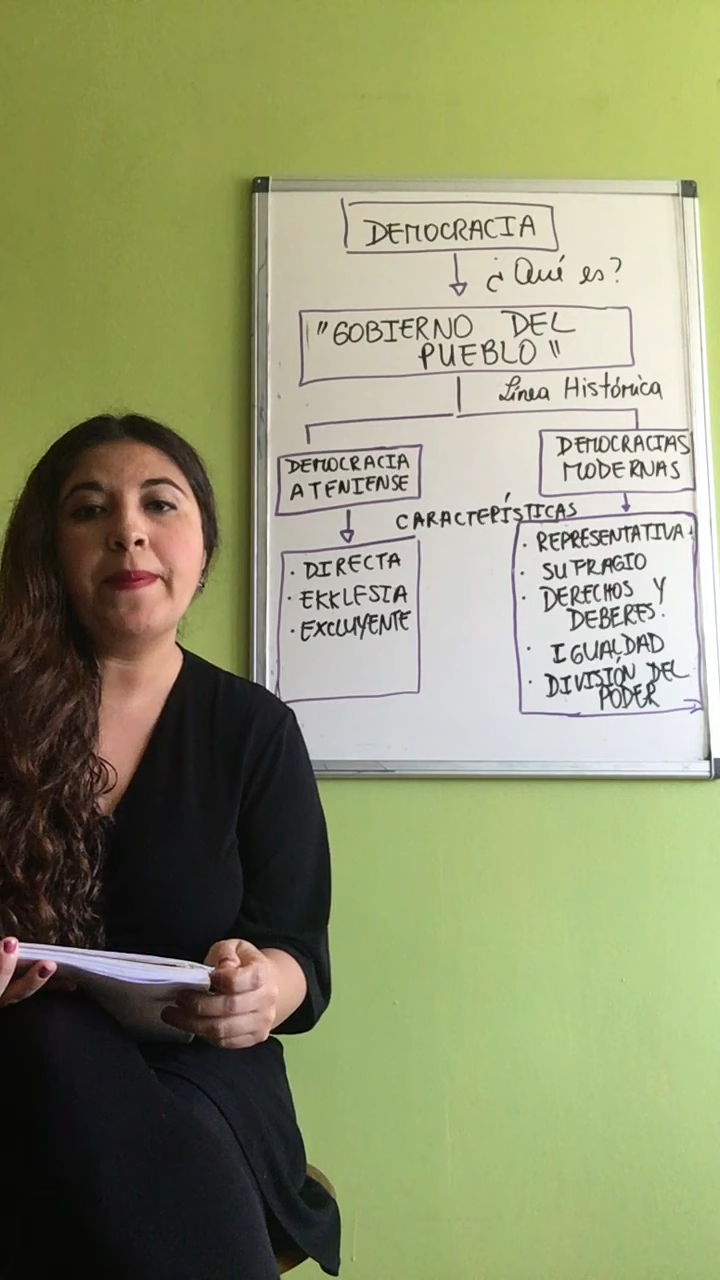 DEMOCRACIA
¿Qué es?
"GOBIERNO DEL
PUEBLO"
Línea Histórica
DEMOCRACIA
ATENIENSE
DEMOCRACIAS
MODERNAS
CARACTERÍSTICAS
· DIRECTA
· EKKLESIA
· EXCLUYENTE
· REPRESENTATIVA.
· SUFRAGIO
· DERECHOS Y
DEBERES.
· IGUALDAD
· DIVISIÓN DEL
PODER